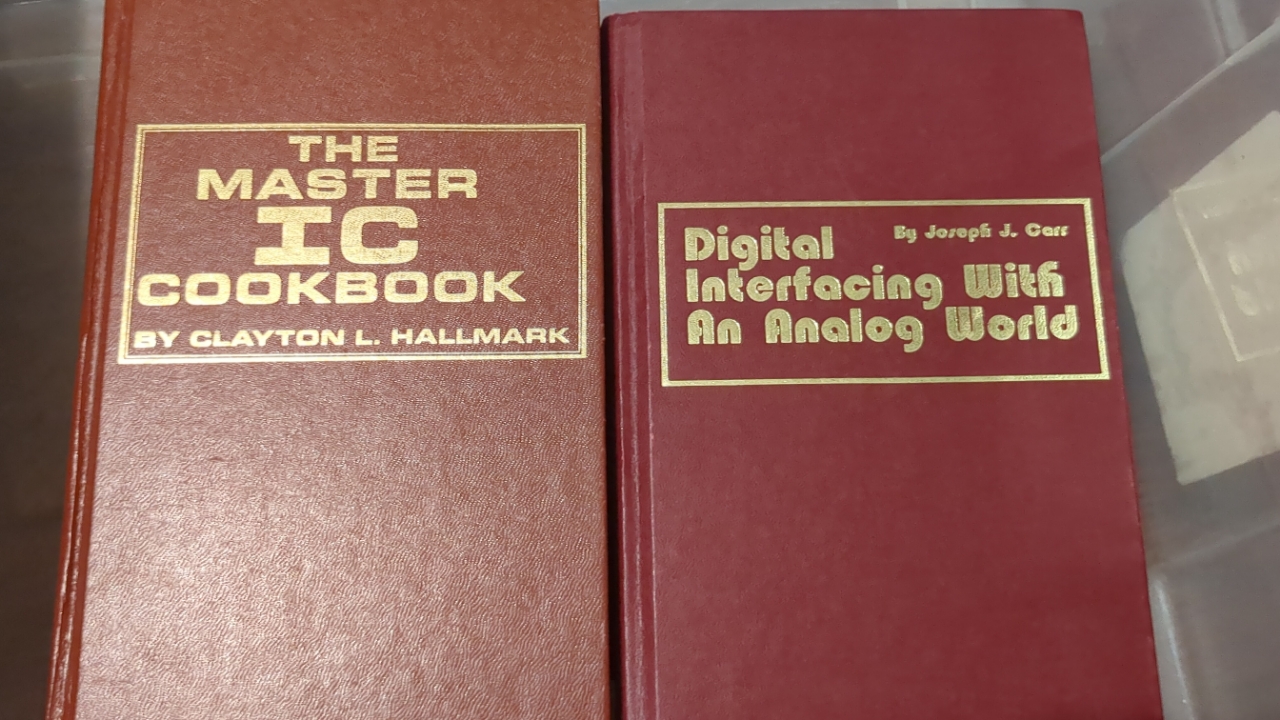 THE
MASTER
IC
COOKBOOK
BY CLAYTON L. HALLMARK
Digital
By Joseph J. Carr
Interfacing With
An Analog World